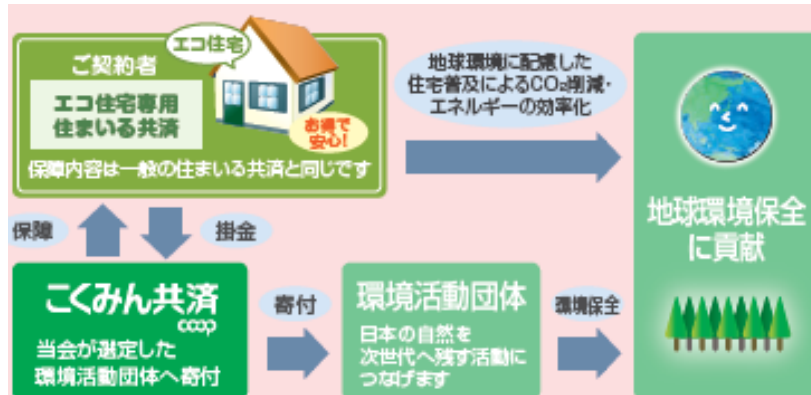 ご契約者
エコ住宅
エコ住宅専用
住まいる共済
お得で
安心!
保障内容は一般の住まいる共済と同じです
地球環境に配慮した
住宅普及によるCO₂削減・
エネルギーの効率化
地球環境保全
に貢献
保障
掛金
こくみん共済
coop
当会が選定した
環境活動団体へ寄付
寄付
環境活動団体
日本の自然を
次世代へ残す活動に
つなげます
環境保全